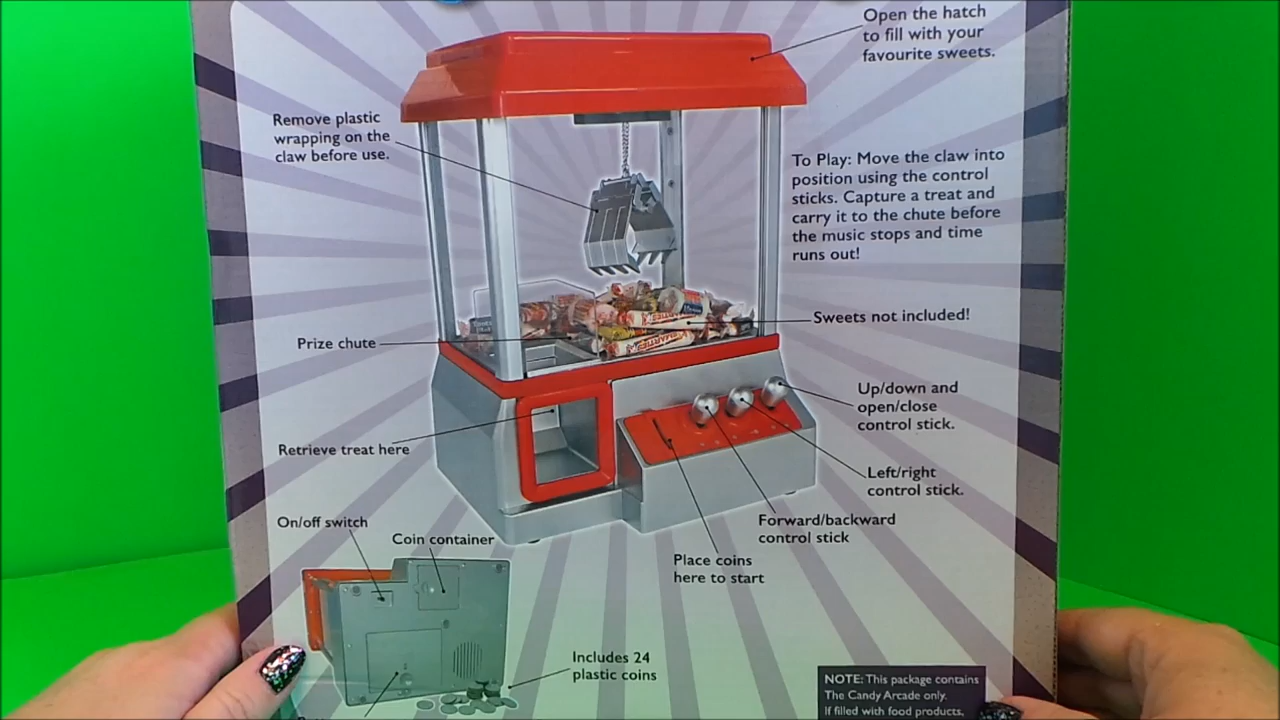 Open the hatch
to fill with your
favourite sweets.
Remove plastic
wrapping on the
claw before use.
To Play: Move the claw into
position using the control
sticks. Capture a treat and
carry it to the chute before
the music stops and time
runs out!
Sweets not included!
Prize chute
Up/down and
open/close
control stick.
Retrieve treat here
Left/right
control stick.
On/off switch
Coin container
Forward/backward
control stick
Place coins
here to start
Includes 24
plastic coins
NOTE: This package contains
The Candy Arcade only.
If filled with food products,